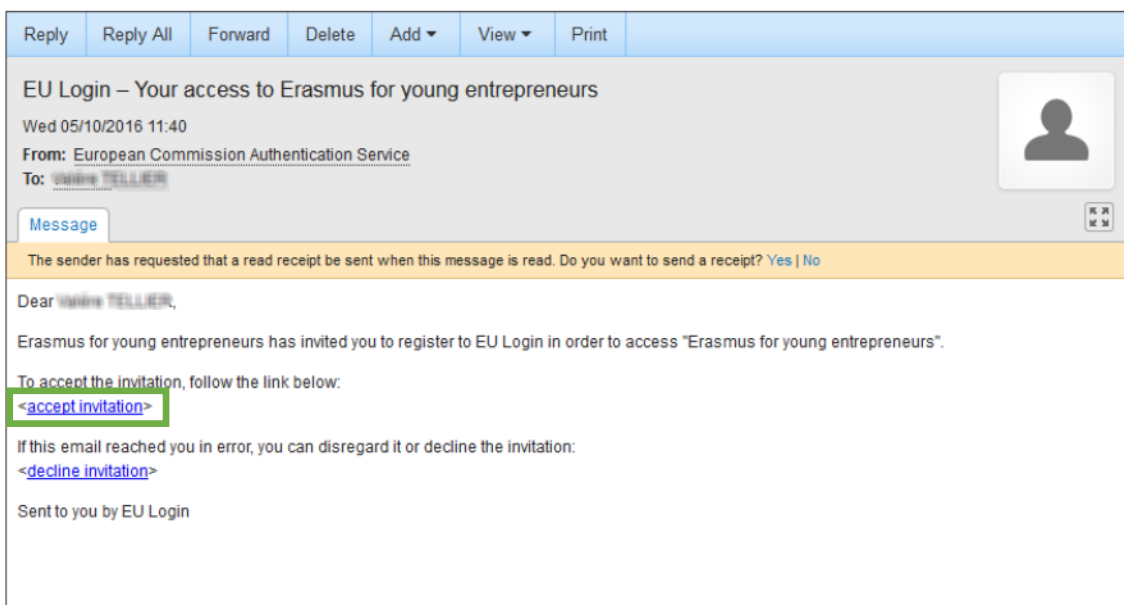 Reply Reply All Forward Delete Add View Print
EU Login – Your access to Erasmus for young entrepreneurs
Wed 05/10/2016 11:40
From: European Commission Authentication Service
To: TELLIER
Message
The sender has requested that a read receipt be sent when this message is read. Do you want to send a receipt? Yes | No
Dear TELLIER,
Erasmus for young entrepreneurs has invited you to register to EU Login in order to access "Erasmus for young entrepreneurs".
To accept the invitation, follow the link below:
<accept invitation>
If this email reached you in error, you can disregard it or decline the invitation:
<decline invitation>
Sent to you by EU Login